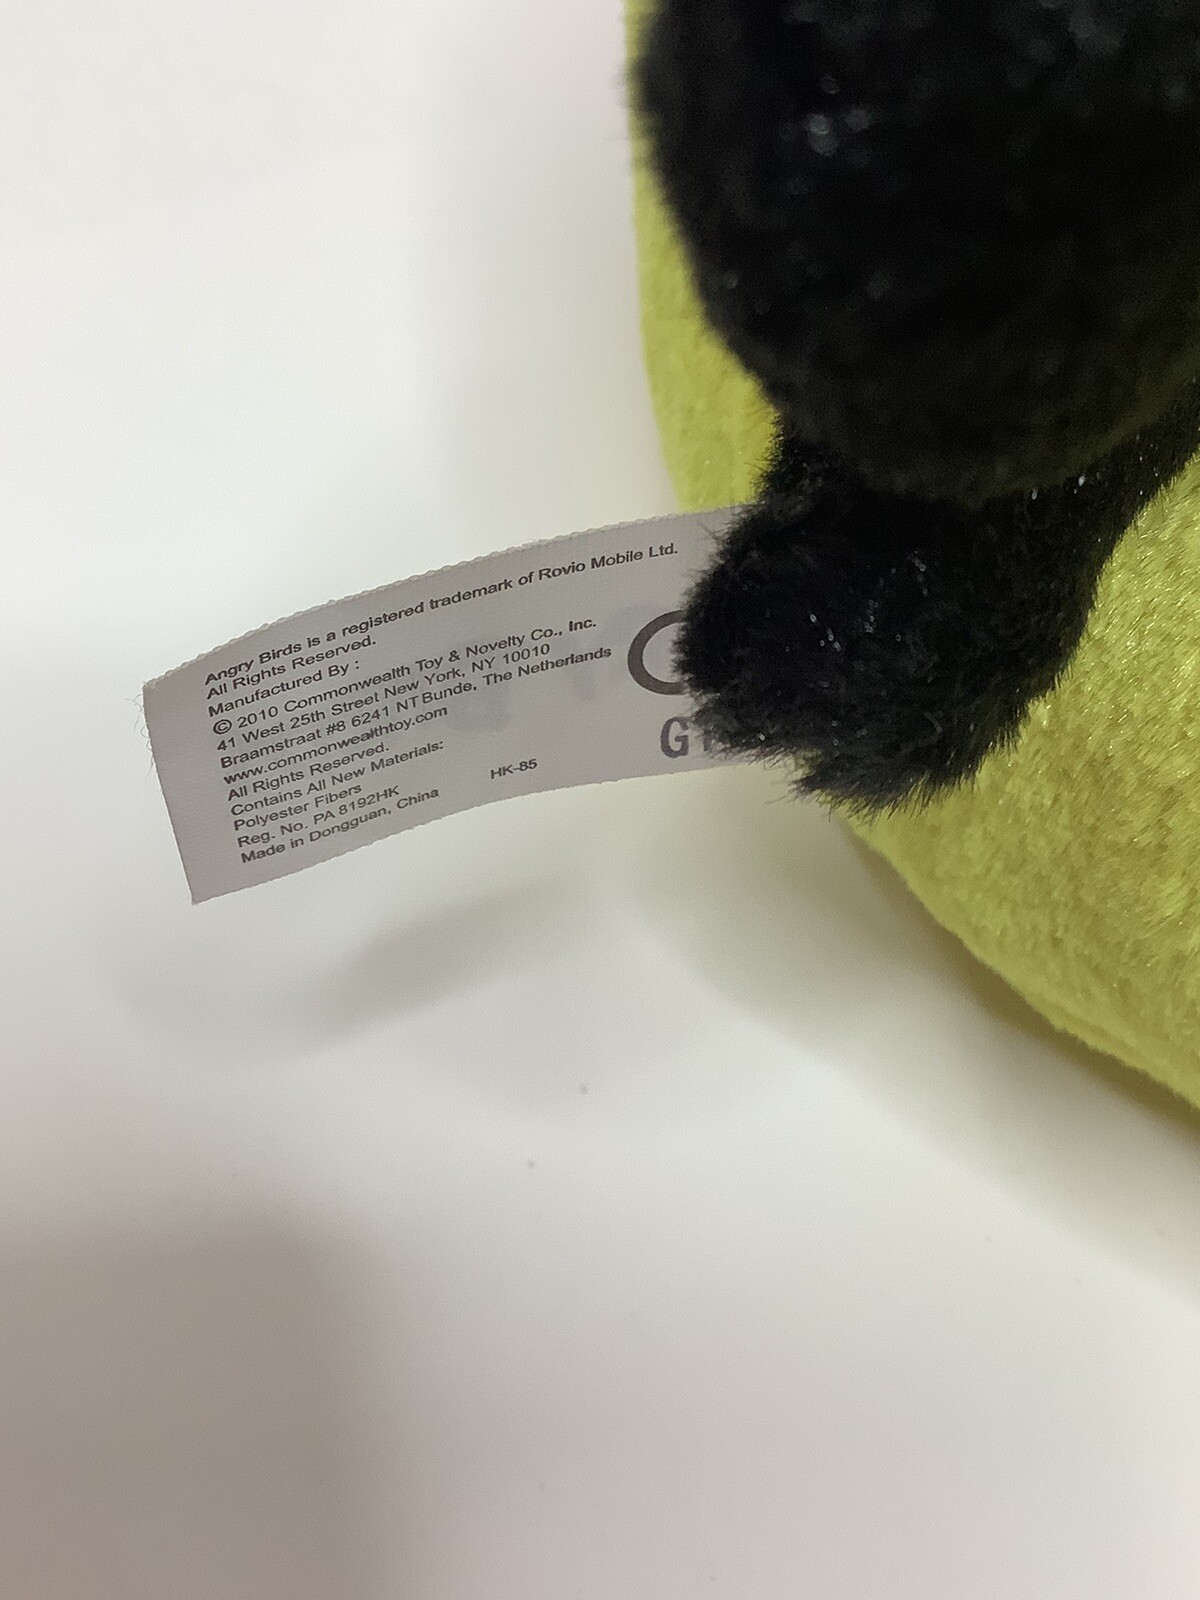 Angry Birds is a registered trademark of Rovio Mobile Ltd.
All Rights Reserved.
Manufactured By :
© 2010 Commonwealth Toy & Novelty Co., Inc.
41 West 25th Street New York, NY 10010
Braamstraat #8 6241 NT Bunde, The Netherlands
www.commonwealthtoy.com
All Rights Reserved.
Contains All New Materials:
Polyester Fibers
Reg. No. PA 8192HK HK-85
Made in Dongguan, China